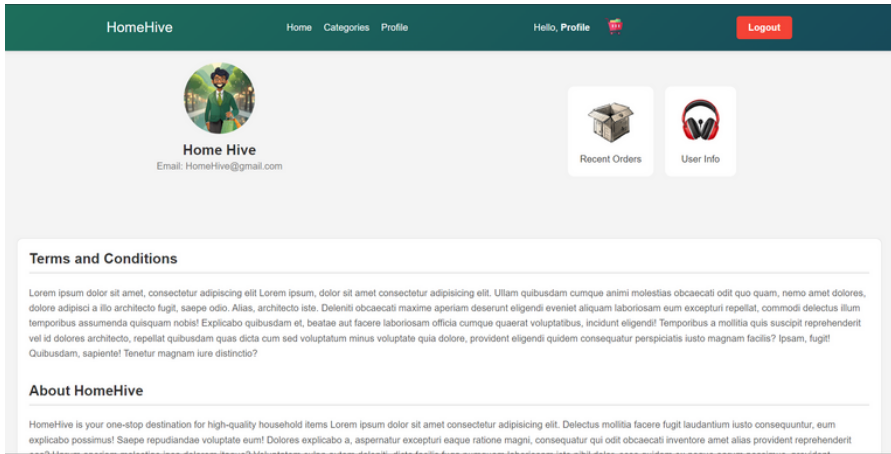 HomeHive
Home Categories Profile
Hello, Profile
Logout
Home Hive
Email: HomeHive@gmail.com
Recent Orders
User Info
Terms and Conditions
Lorem ipsum dolor sit amet, consectetur adipiscing elit Lorem ipsum, dolor sit amet consectetur adipisicing elit. Ullam quibusdam cumque animi molestias obcaecati odit quo quam, nemo amet dolores,
dolore adipisci a illo architecto fugit, saepe odio. Alias, architecto iste. Deleniti obcaecati maxime aperiam deserunt eligendi eveniet aliquam laboriosam eum excepturi repellat, commodi delectus illum
temporibus assumenda quisquam nobis! Explicabo quibusdam et, beatae aut facere laboriosam officia cumque quaerat voluptatibus, incidunt eligendi! Temporibus a mollitia quis suscipit reprehenderit
vel id dolores architecto, repellat quibusdam quas dicta cum sed voluptatum minus voluptate quia dolore, provident eligendi quidem consequatur perspiciatis iusto magnam facilis? Ipsam, fugit!
Quibusdam, sapiente! Tenetur magnam iure distinctio?
About HomeHive
HomeHive is your one-stop destination for high-quality household items Lorem ipsum dolor sit amet consectetur adipisicing elit. Delectus mollitia facere fugit laudantium iusto consequuntur, eum
explicabo possimus! Saepe repudiandae voluptate eum! Dolores explicabo a, aspernatur excepturi eaque ratione magni, consequatur qui odit obcaecati inventore amet alias provident reprehenderit